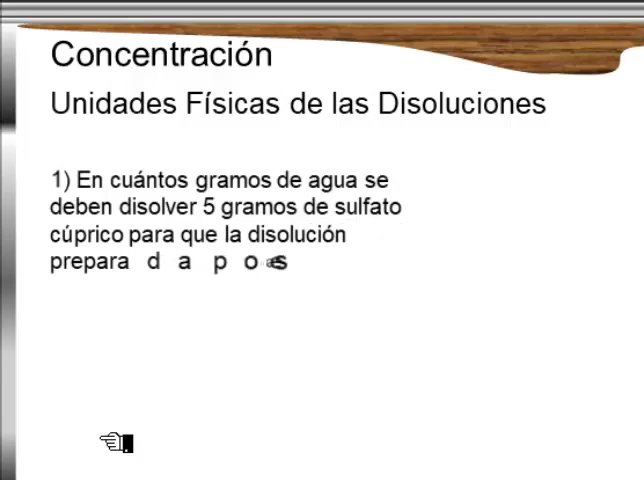 Concentración
Unidades Físicas de las Disoluciones
1) En cuántos gramos de agua se
deben disolver 5 gramos de sulfato
cúprico para que la disolución
prepara d a p o